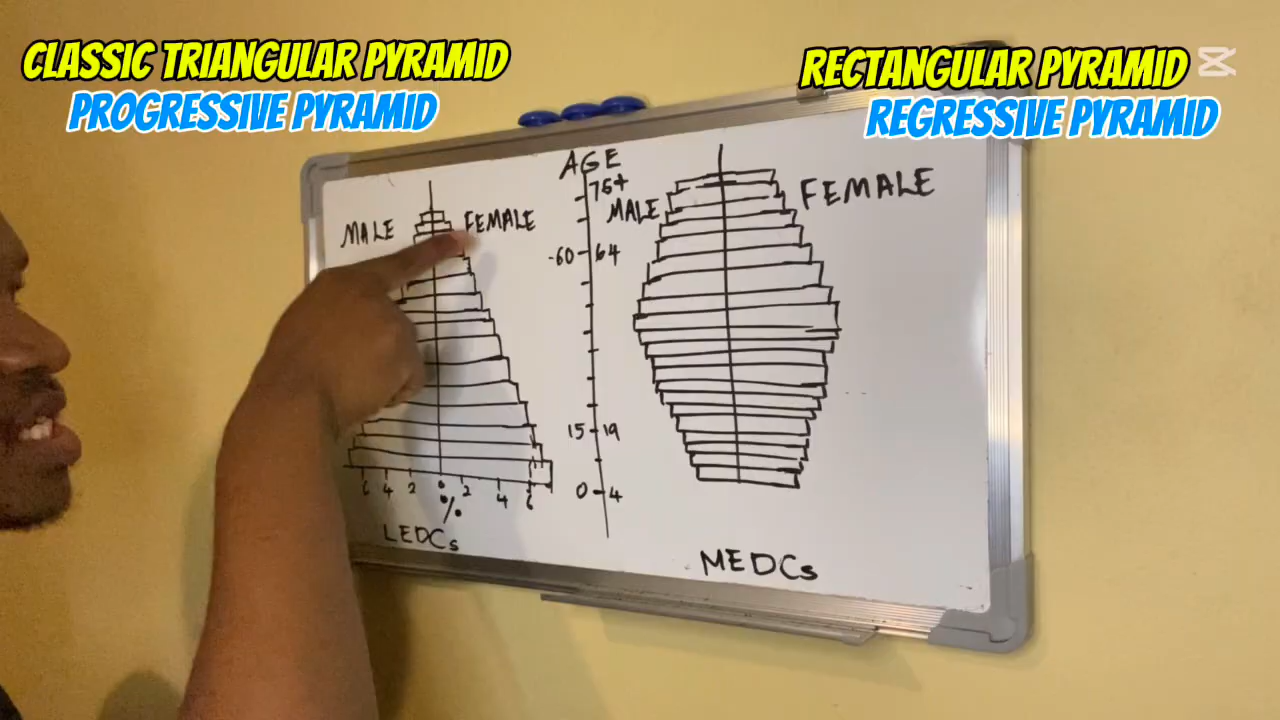 CLASSIC TRIANGULAR PYRAMID
PROGRESSIVE PYRAMID
RECTANGULAR PYRAMID
REGRESSIVE PYRAMID
AGE
75+
MALE FEMALE
MALE FEMALE
-60 64
15 19
0 4
6 4 2 0 2 4 6
%
LEDCs
MEDCs